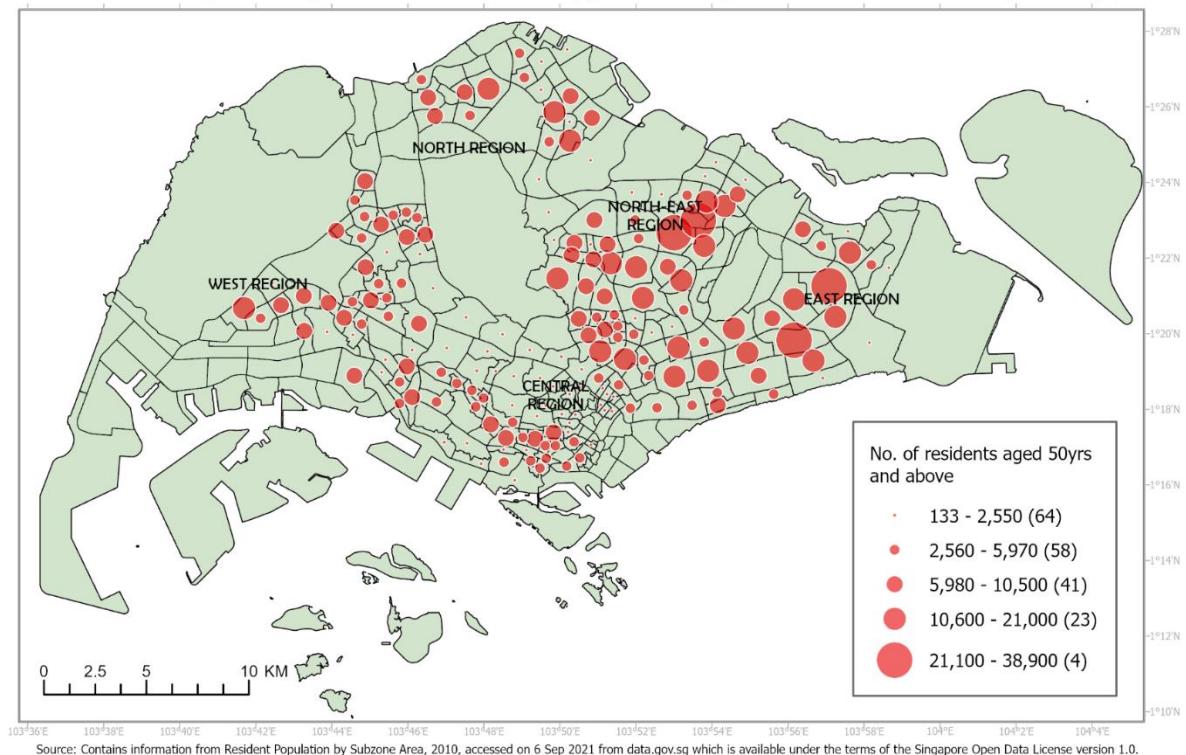 NORTH REGION
NORTH-EAST
REGION
WEST REGION
EAST REGION
CENTRAL
REGION
1°28'N
1°26'N
1°24'N
1°22'N
1°20'N
1°18'N
1°16'N
1°14'N
1°12'N
1°10'N
No. of residents aged 50yrs
and above
133 - 2,550 (64)
2,560 - 5,970 (58)
5,980 - 10,500 (41)
10,600 - 21,000 (23)
21,100 - 38,900 (4)
0 2.5 5 10 KM
103°36'E 103°38'E 103°40'E 103°42'E 103°44'E 103°46'E 103°48'E 103°50'E 103°52'E 103°54'E 103°56'E 103°58'E 104°E 104°2'E 104°4'E
Source: Contains information from Resident Population by Subzone Area, 2010, accessed on 6 Sep 2021 from data.gov.sg which is available under the terms of the Singapore Open Data License version 1.0.